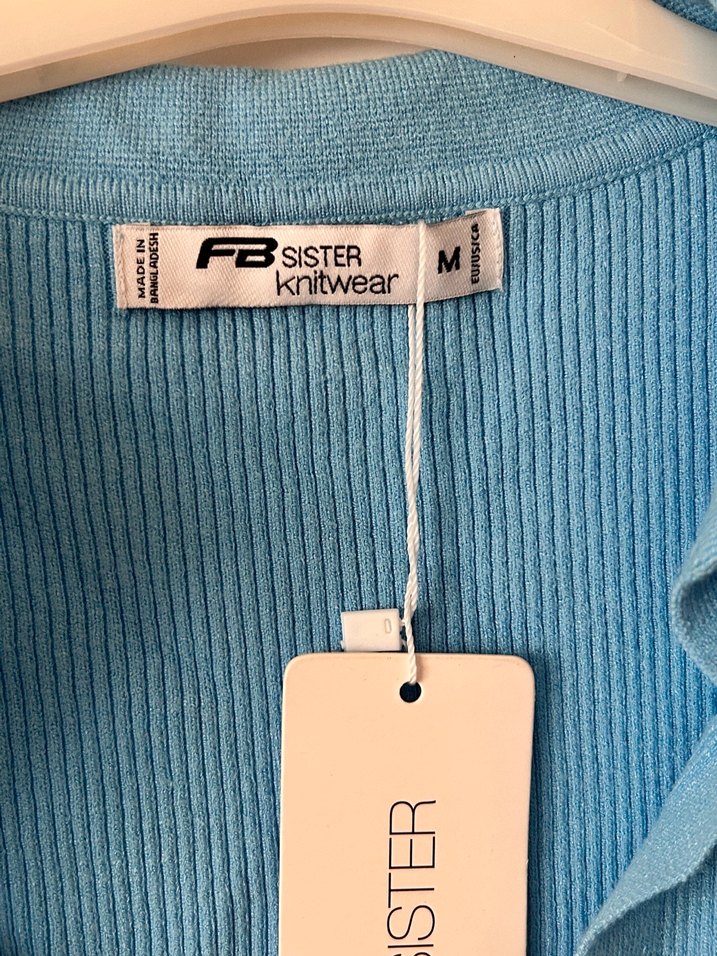 MADE IN
BANGLADESH
FB SISTER
knitwear
M
EU/US/CA
SISTER